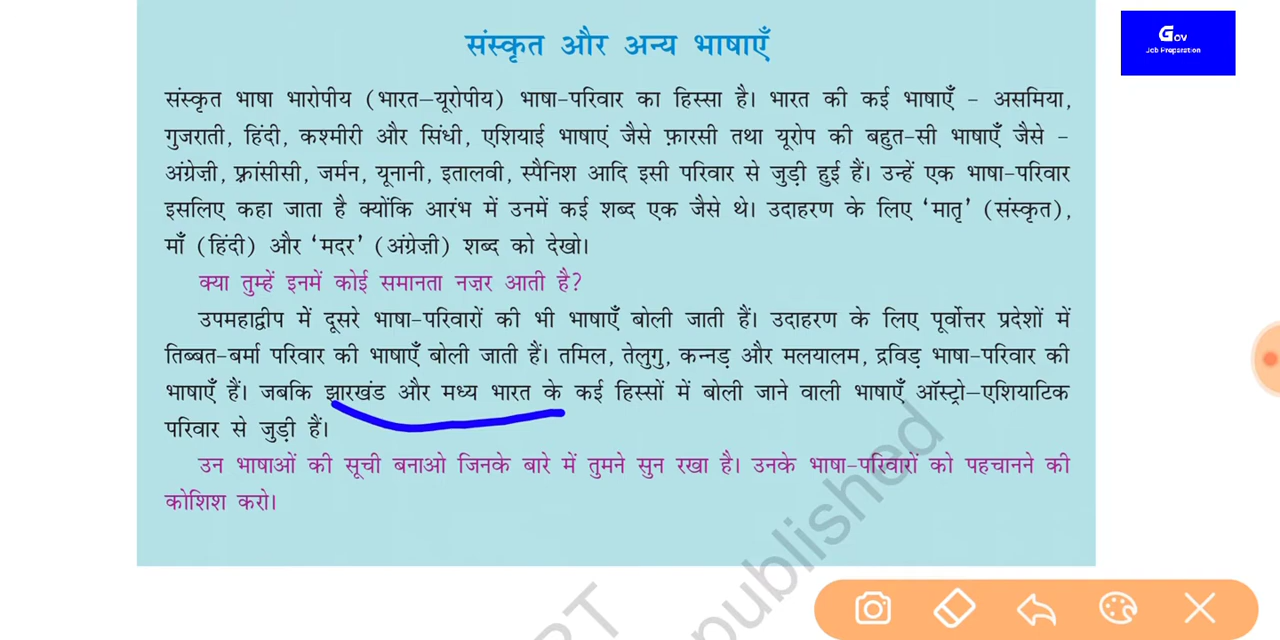 संस्कृत और अन्य भाषाएँ
Gov
Job Preparation
संस्कृत भाषा भारोपीय (भारत–यूरोपीय) भाषा-परिवार का हिस्सा है। भारत की कई भाषाएँ - असमिया,
गुजराती, हिंदी, कश्मीरी और सिंधी, एशियाई भाषाएं जैसे फ़ारसी तथा यूरोप की बहुत-सी भाषाएँ जैसे -
अंग्रेज़ी, फ़्रांसीसी, जर्मन, यूनानी, इतालवी, स्पैनिश आदि इसी परिवार से जुड़ी हुई हैं। उन्हें एक भाषा-परिवार
इसलिए कहा जाता है क्योंकि आरंभ में उनमें कई शब्द एक जैसे थे। उदाहरण के लिए ‘मातृ’ (संस्कृत),
माँ (हिंदी) और ‘मदर’ (अंग्रेज़ी) शब्द को देखो।
क्या तुम्हें इनमें कोई समानता नज़र आती है?
उपमहाद्वीप में दूसरे भाषा-परिवारों की भी भाषाएँ बोली जाती हैं। उदाहरण के लिए पूर्वोत्तर प्रदेशों में
तिब्बत-बर्मा परिवार की भाषाएँ बोली जाती हैं। तमिल, तेलुगु, कन्नड़ और मलयालम, द्रविड़ भाषा-परिवार की
भाषाएँ हैं। जबकि झारखंड और मध्य भारत के कई हिस्सों में बोली जाने वाली भाषाएँ ऑस्ट्रो–एशियाटिक
परिवार से जुड़ी हैं।
उन भाषाओं की सूची बनाओ जिनके बारे में तुमने सुन रखा है। उनके भाषा-परिवारों को पहचानने की
कोशिश करो।
published